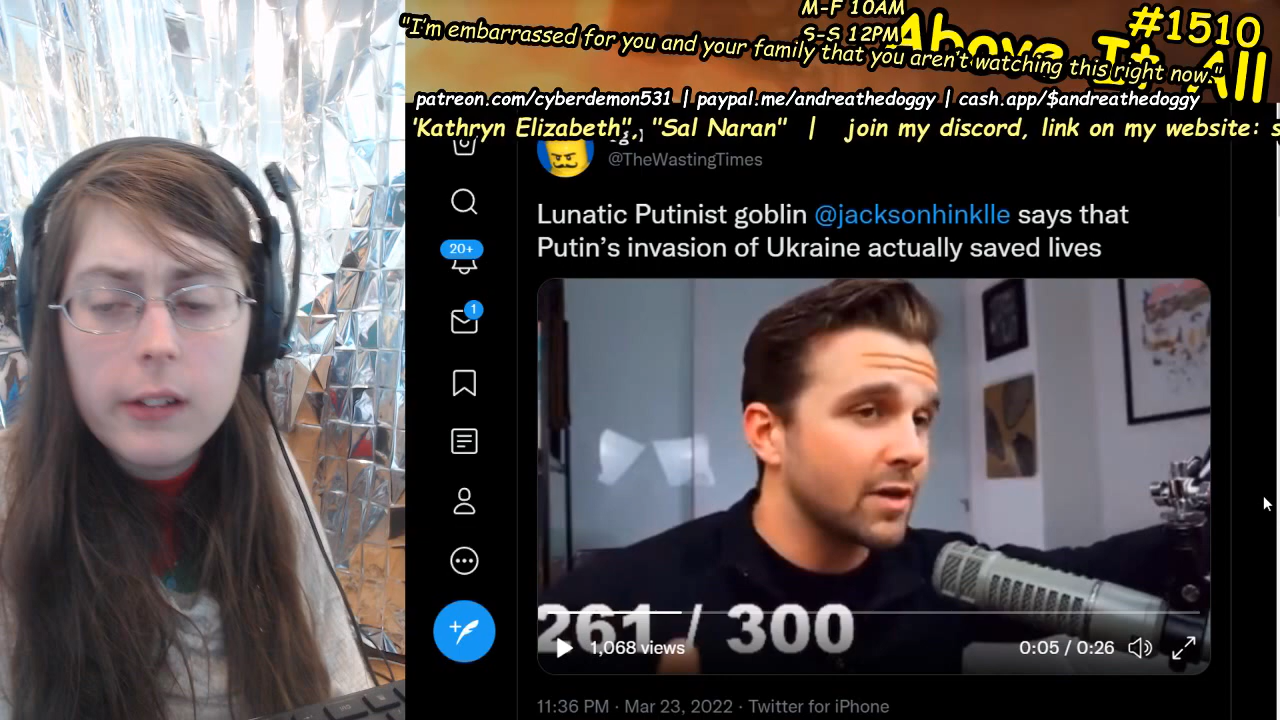 M-F 10AM
S-S 12PM
#1510
Above It All
"I'm embarrassed for you and your family that you aren't watching this right now."
patreon.com/cyberdemon531 | paypal.me/andreathedoggy | cash.app/$andreathedoggy
"Kathryn Elizabeth", "Sal Naran" | join my discord, link on my website: s
@TheWastingTimes
Lunatic Putinist goblin @jacksonhinklle says that
Putin's invasion of Ukraine actually saved lives
20+
1
261 / 300
1,068 views
0:05 / 0:26
11:36 PM · Mar 23, 2022 · Twitter for iPhone